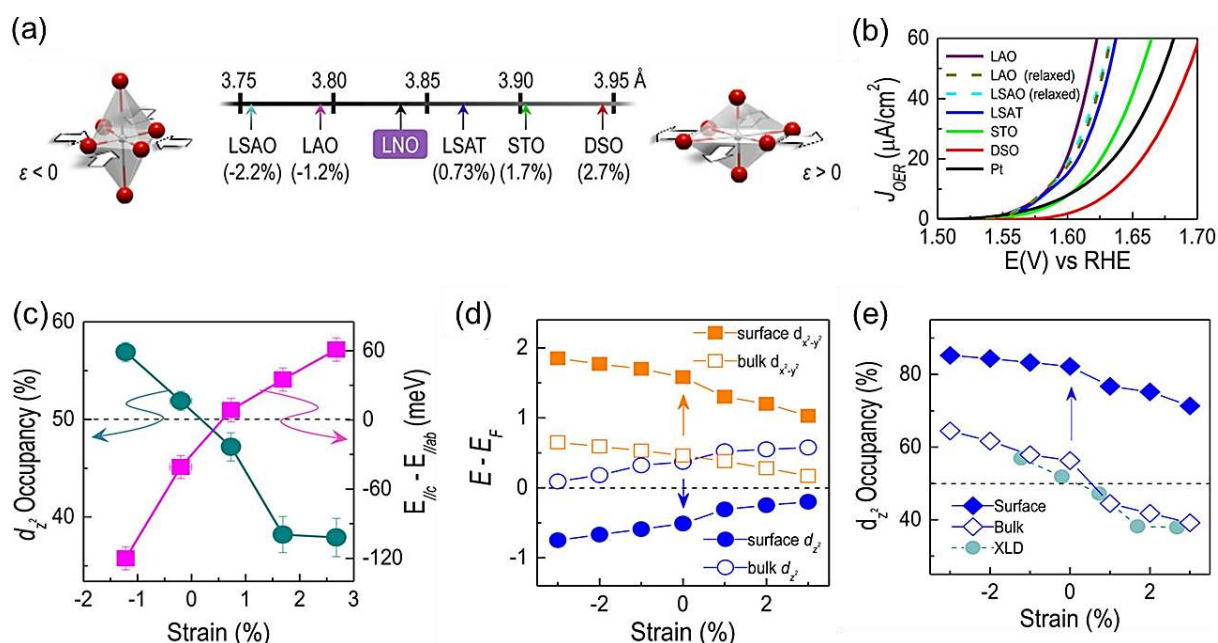 (a)
3.75 3.80 3.85 3.90 3.95 Å
LSAO LAO LNO LSAT STO DSO
(-2.2%) (-1.2%) (0.73%) (1.7%) (2.7%)
ε < 0
ε > 0
(b)
60
40
20
0
J_OER (μA/cm²)
LAO
LAO (relaxed)
LSAO (relaxed)
LSAT
STO
DSO
Pt
1.50 1.55 1.60 1.65 1.70
E(V) vs RHE
(c)
60
50
40
d_z² Occupancy (%)
60
0
-60
-120
E_//c - E_//ab (meV)
-2 -1 0 1 2 3
Strain (%)
(d)
2
1
0
-1
E - E_F
surface d_x²-y²
bulk d_x²-y²
surface d_z²
bulk d_z²
-2 0 2
Strain (%)
(e)
80
60
40
d_z² Occupancy (%)
Surface
Bulk
XLD
-2 0 2
Strain (%)